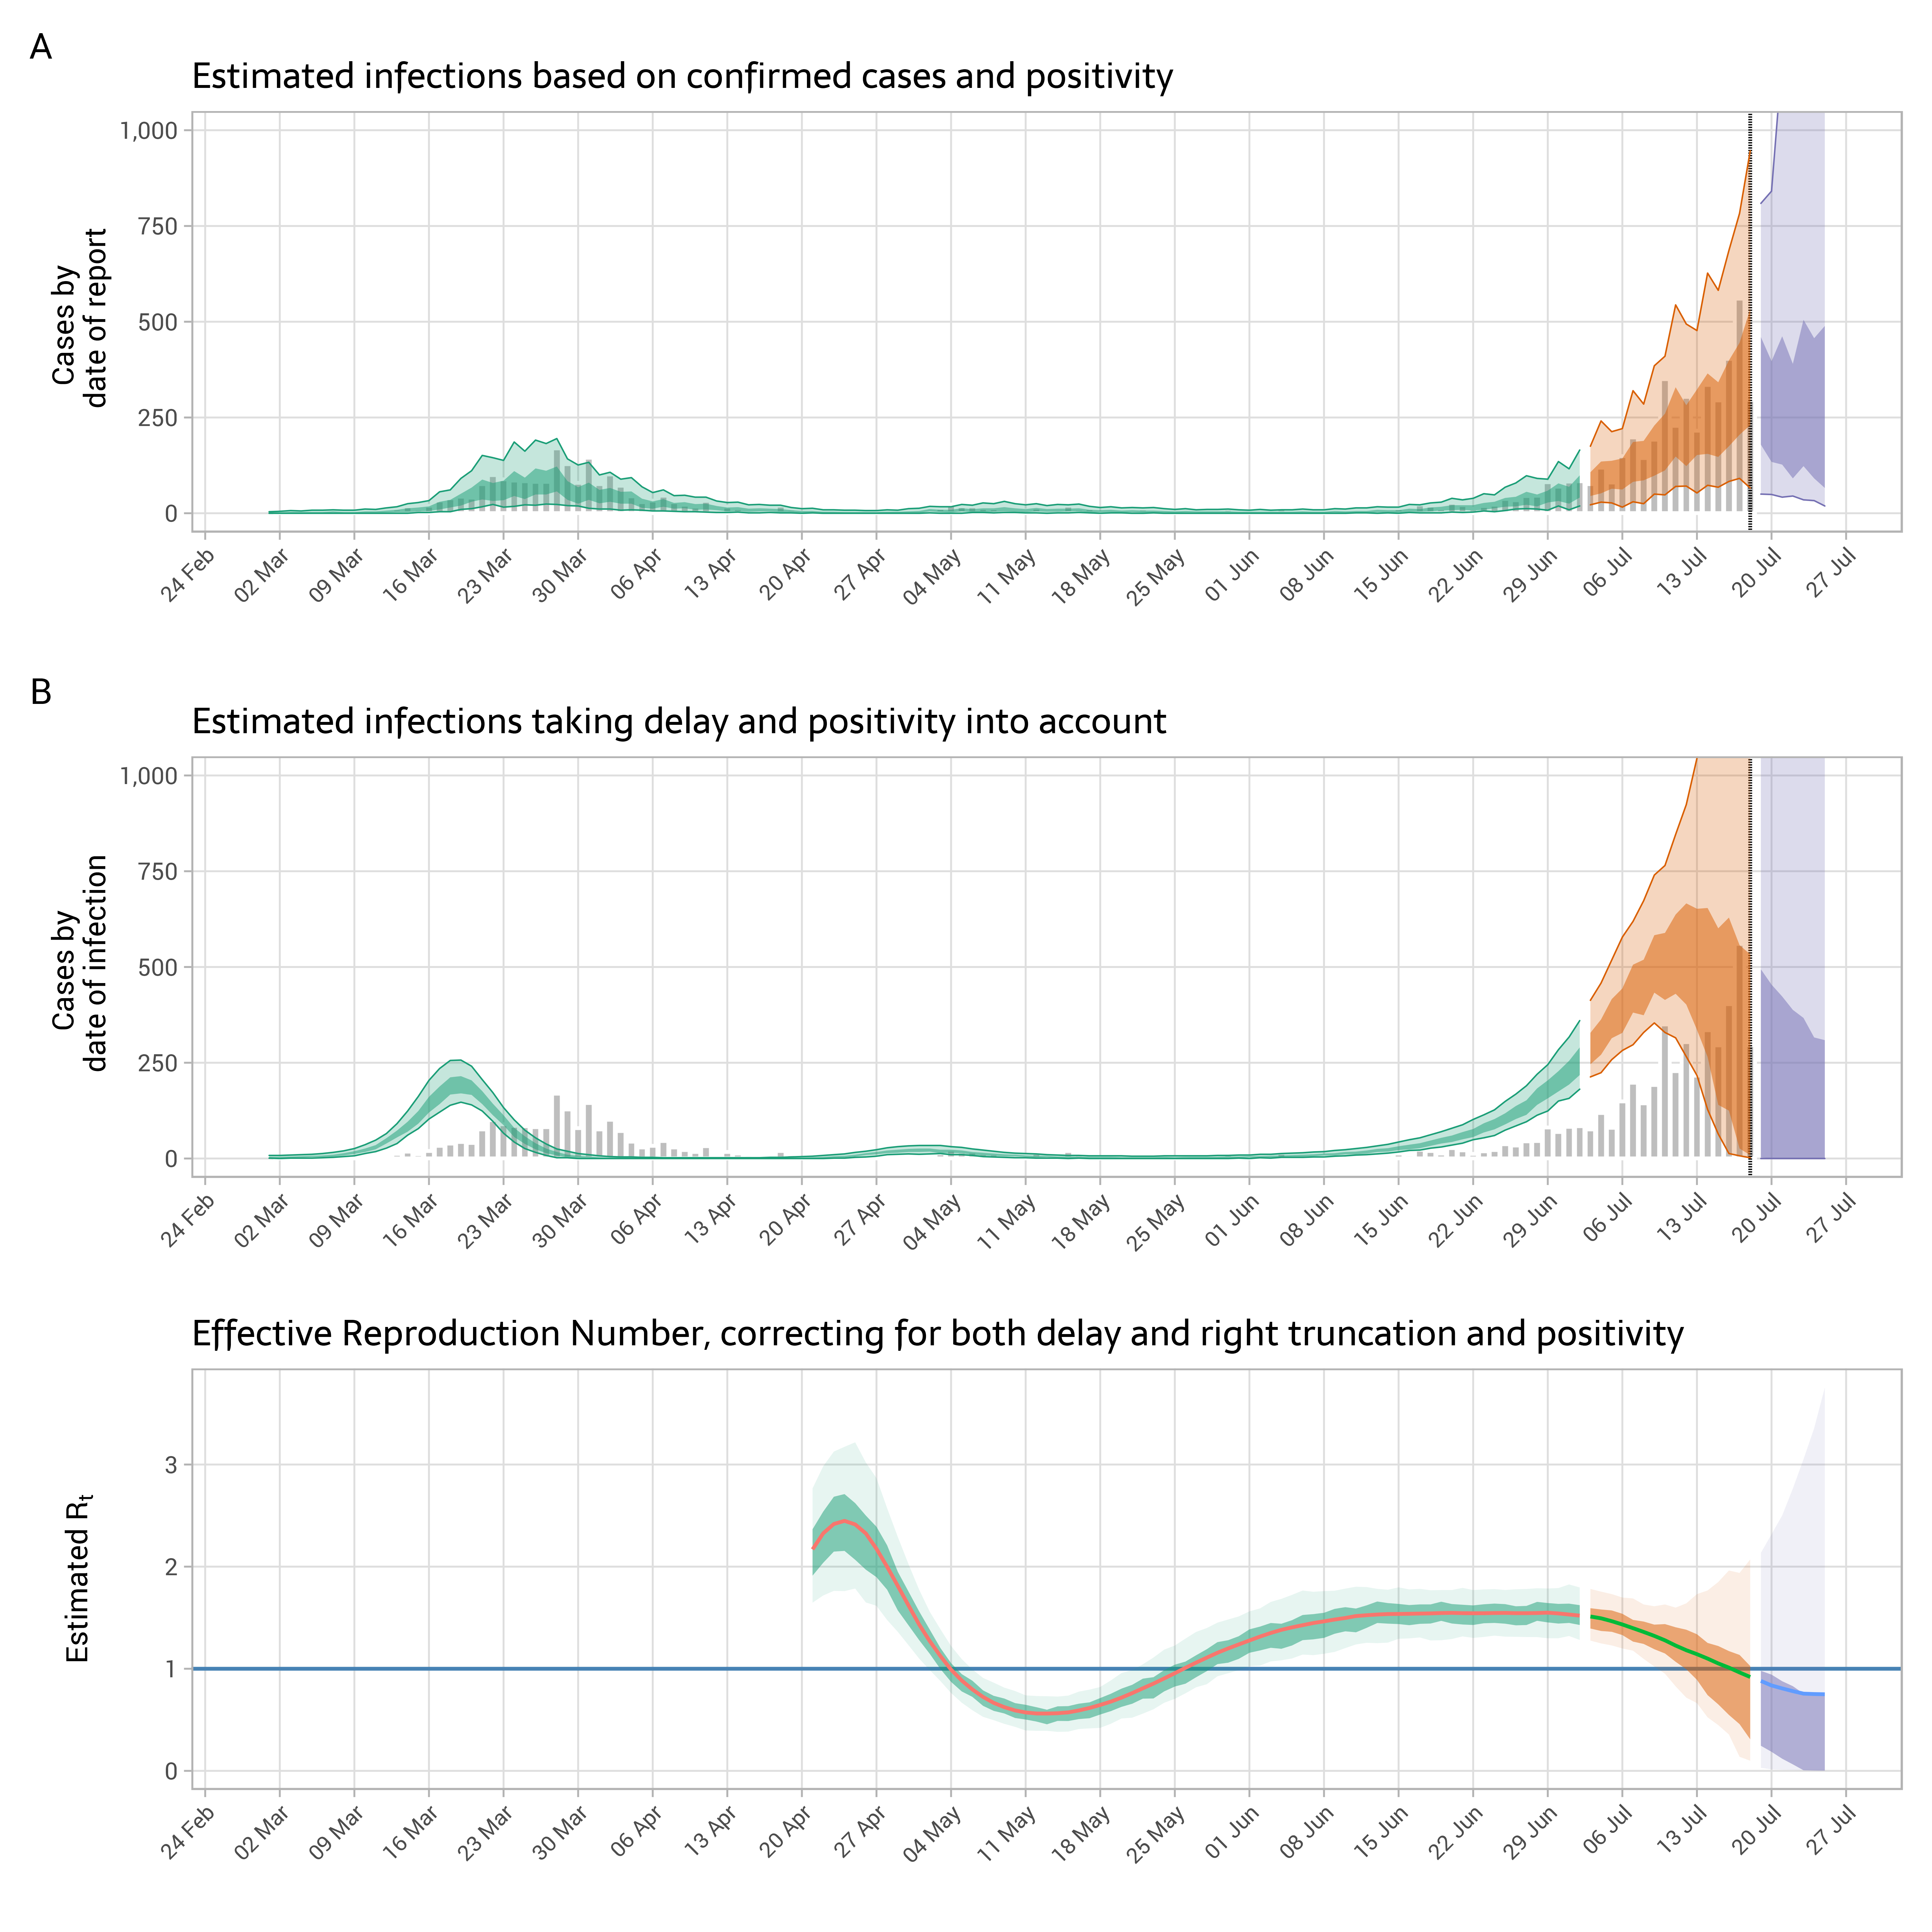 A
Estimated infections based on confirmed cases and positivity
Cases by
date of report
1,000
750
500
250
0
24 Feb
02 Mar
09 Mar
16 Mar
23 Mar
30 Mar
06 Apr
13 Apr
20 Apr
27 Apr
04 May
11 May
18 May
25 May
01 Jun
08 Jun
15 Jun
22 Jun
29 Jun
06 Jul
13 Jul
20 Jul
27 Jul
B
Estimated infections taking delay and positivity into account
Cases by
date of infection
1,000
750
500
250
0
24 Feb
02 Mar
09 Mar
16 Mar
23 Mar
30 Mar
06 Apr
13 Apr
20 Apr
27 Apr
04 May
11 May
18 May
25 May
01 Jun
08 Jun
15 Jun
22 Jun
29 Jun
06 Jul
13 Jul
20 Jul
27 Jul
Effective Reproduction Number, correcting for both delay and right truncation and positivity
Estimated Rt
3
2
1
0
24 Feb
02 Mar
09 Mar
16 Mar
23 Mar
30 Mar
06 Apr
13 Apr
20 Apr
27 Apr
04 May
11 May
18 May
25 May
01 Jun
08 Jun
15 Jun
22 Jun
29 Jun
06 Jul
13 Jul
20 Jul
27 Jul